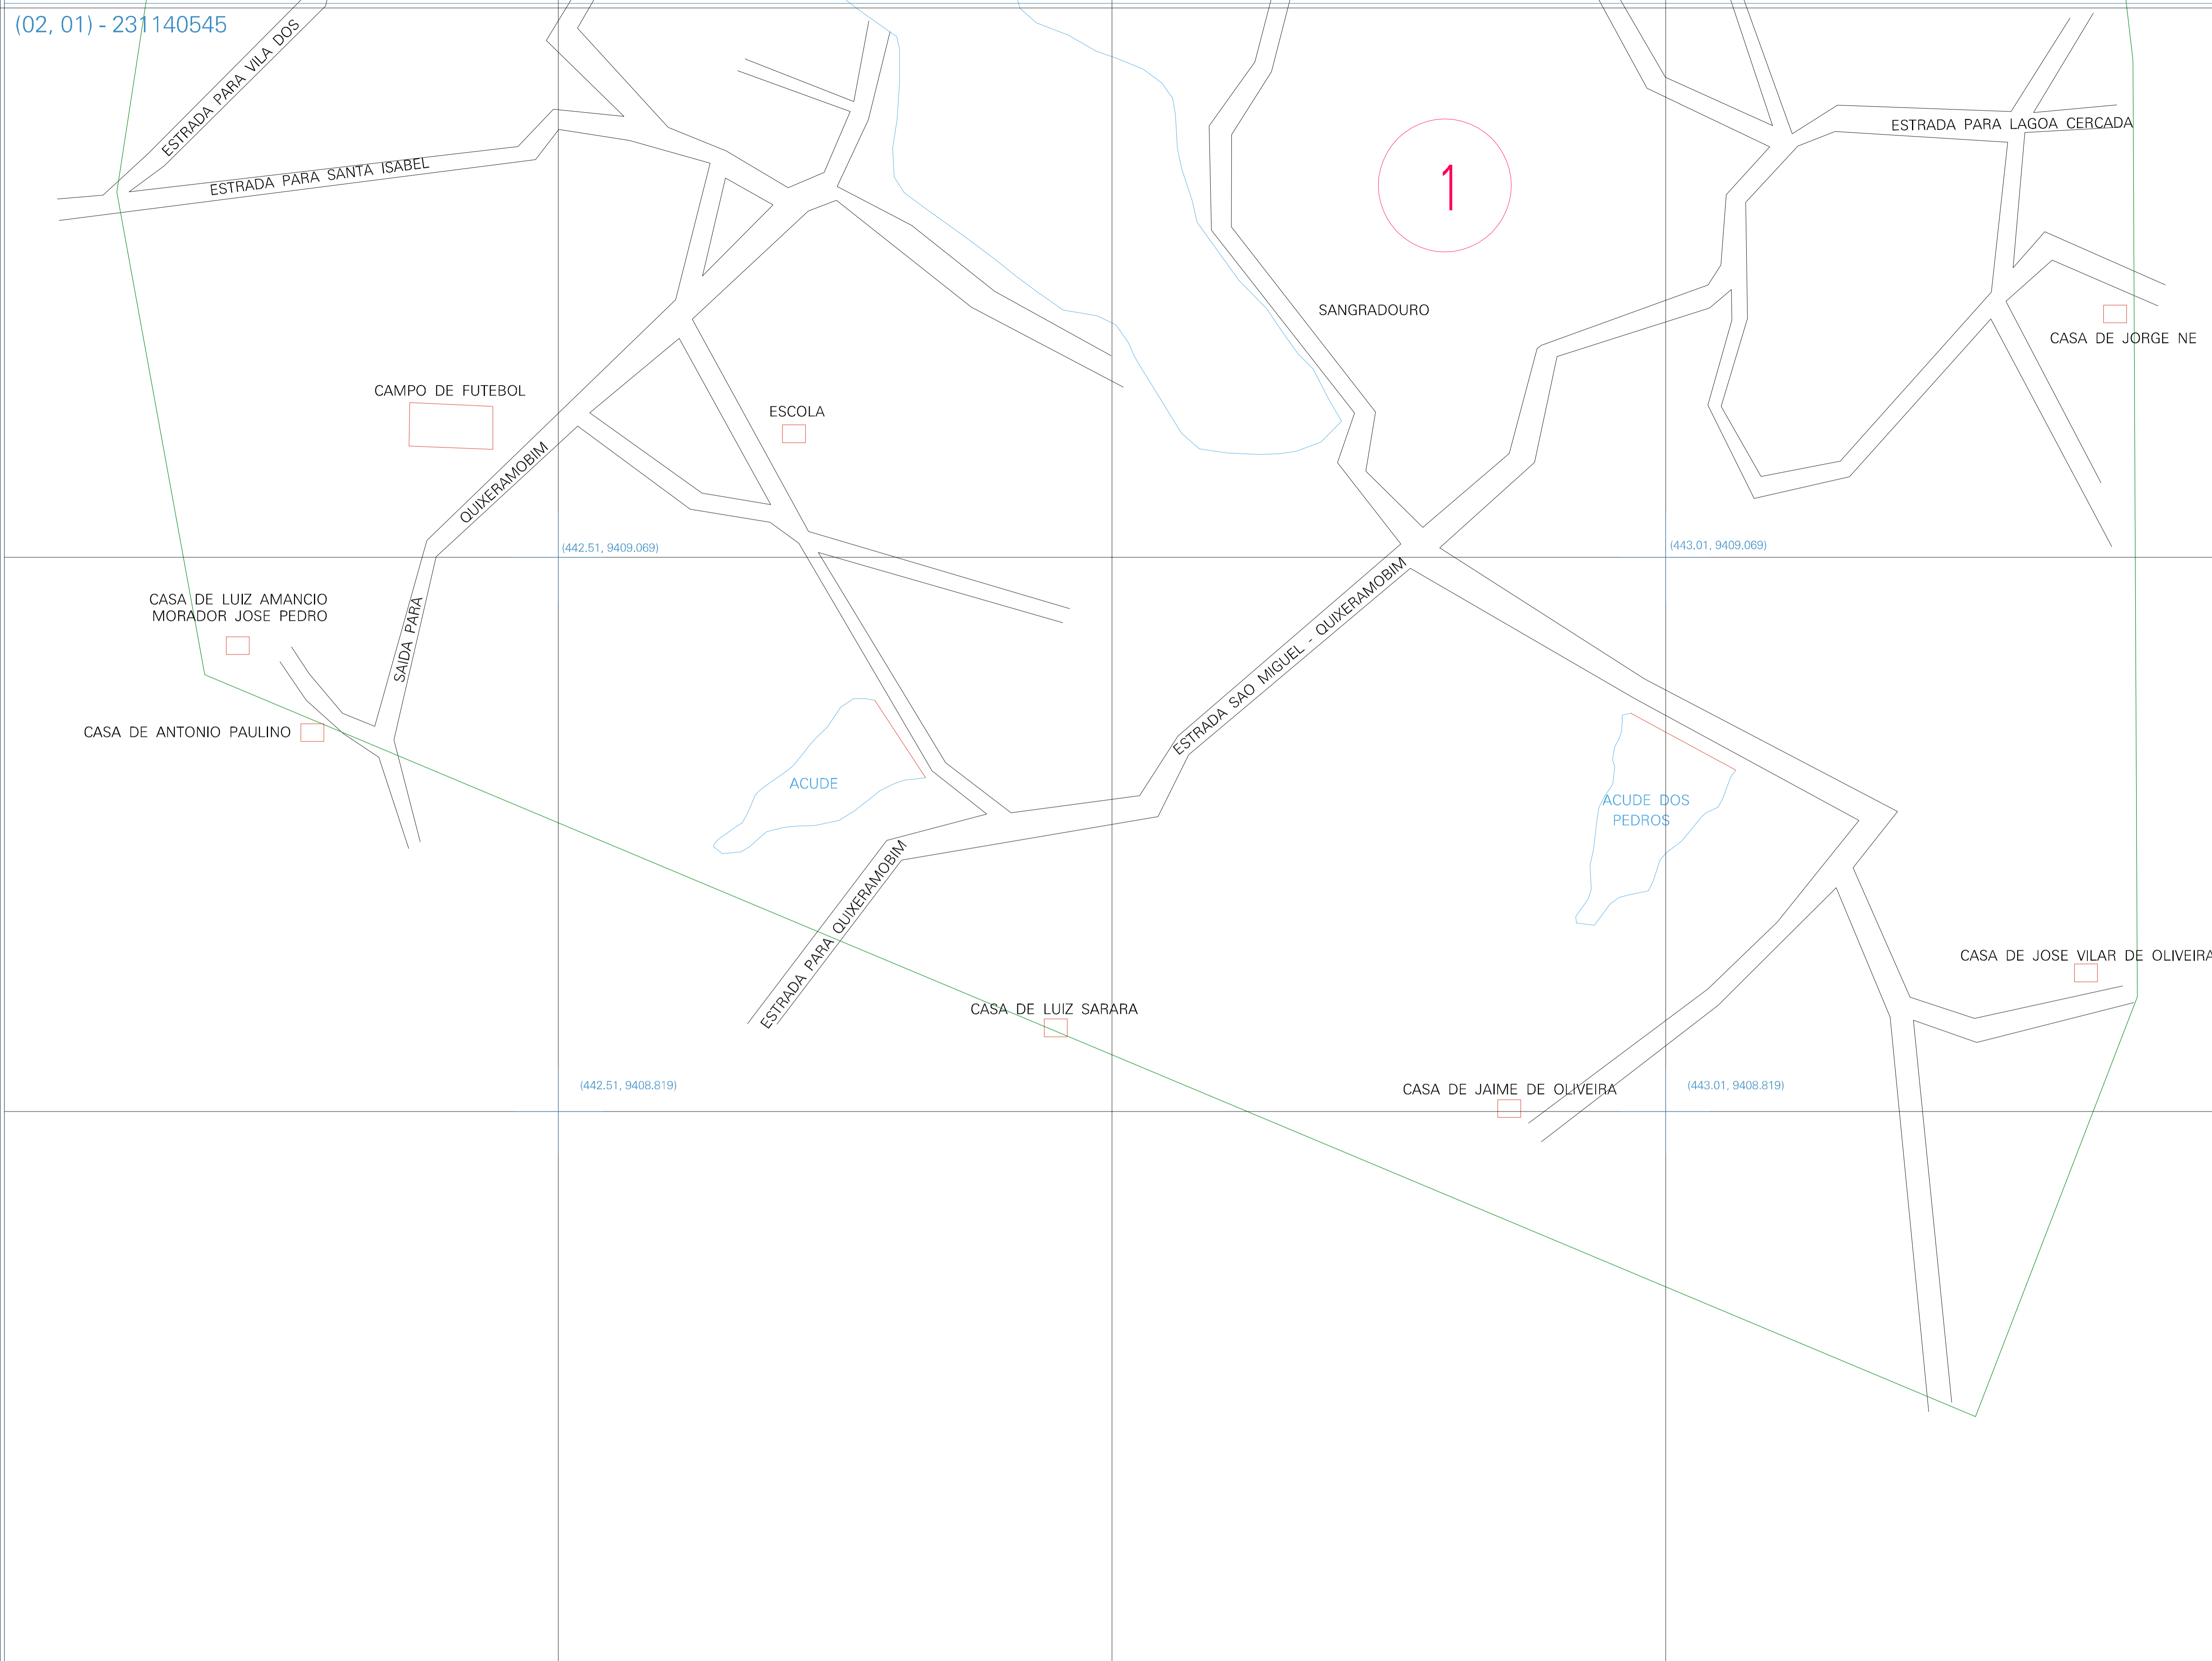 (02, 01) - 231140545
ESTRADA PARA VILA DOS
ESTRADA PARA SANTA ISABEL
ESTRADA PARA LAGOA CERCADA
1
SANGRADOURO
CASA DE JORGE NE
CAMPO DE FUTEBOL
ESCOLA
QUIXERAMOBIM
(442.51, 9409.069)
(443.01, 9409.069)
CASA DE LUIZ AMANCIO
MORADOR JOSE PEDRO
SAIDA PARA
ESTRADA SAO MIGUEL - QUIXERAMOBIM
CASA DE ANTONIO PAULINO
ACUDE
ACUDE DOS
PEDROS
ESTRADA PARA QUIXERAMOBIM
CASA DE JOSE VILAR DE OLIVEIRA
CASA DE LUIZ SARARA
(442.51, 9408.819)
CASA DE JAIME DE OLIVEIRA
(443.01, 9408.819)